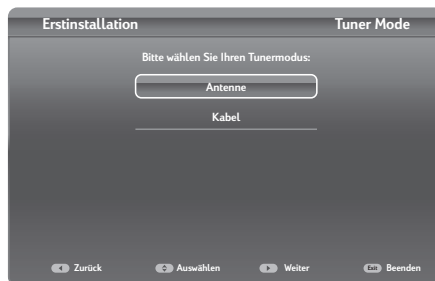 Erstinstallation Tuner Mode
Bitte wählen Sie Ihren Tunermodus:
Antenne
Kabel
Zurück Auswählen Weiter Exit Beenden